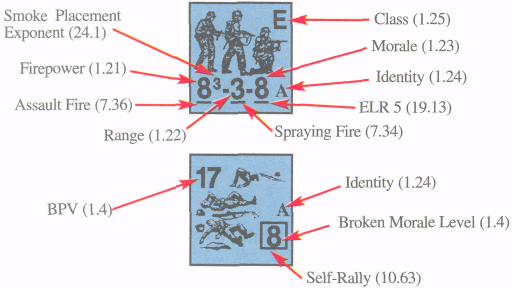 Smoke Placement
Exponent (24.1)
E
Class (1.25)
Morale (1.23)
Firepower (1.21)
Identity (1.24)
8³-3-8
A
Assault Fire (7.36)
ELR 5 (19.13)
Range (1.22)
Spraying Fire (7.34)
17
Identity (1.24)
BPV (1.4)
A
Broken Morale Level (1.4)
8
Self-Rally (10.63)